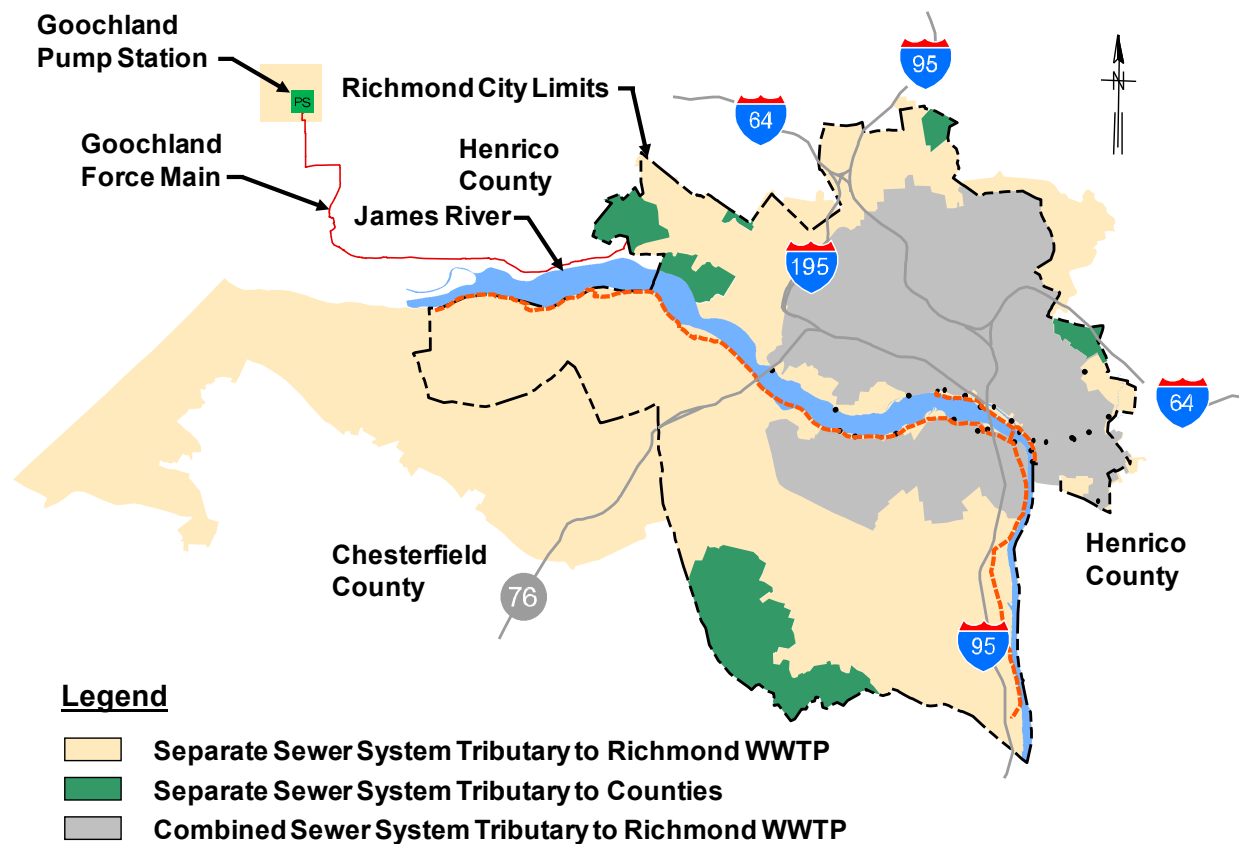 Goochland
Pump Station
PS
Richmond City Limits
95
64
N
Goochland
Force Main
Henrico
County
James River
195
64
Chesterfield
County
76
Henrico
County
95
Legend
Separate Sewer System Tributary to Richmond WWTP
Separate Sewer System Tributary to Counties
Combined Sewer System Tributary to Richmond WWTP